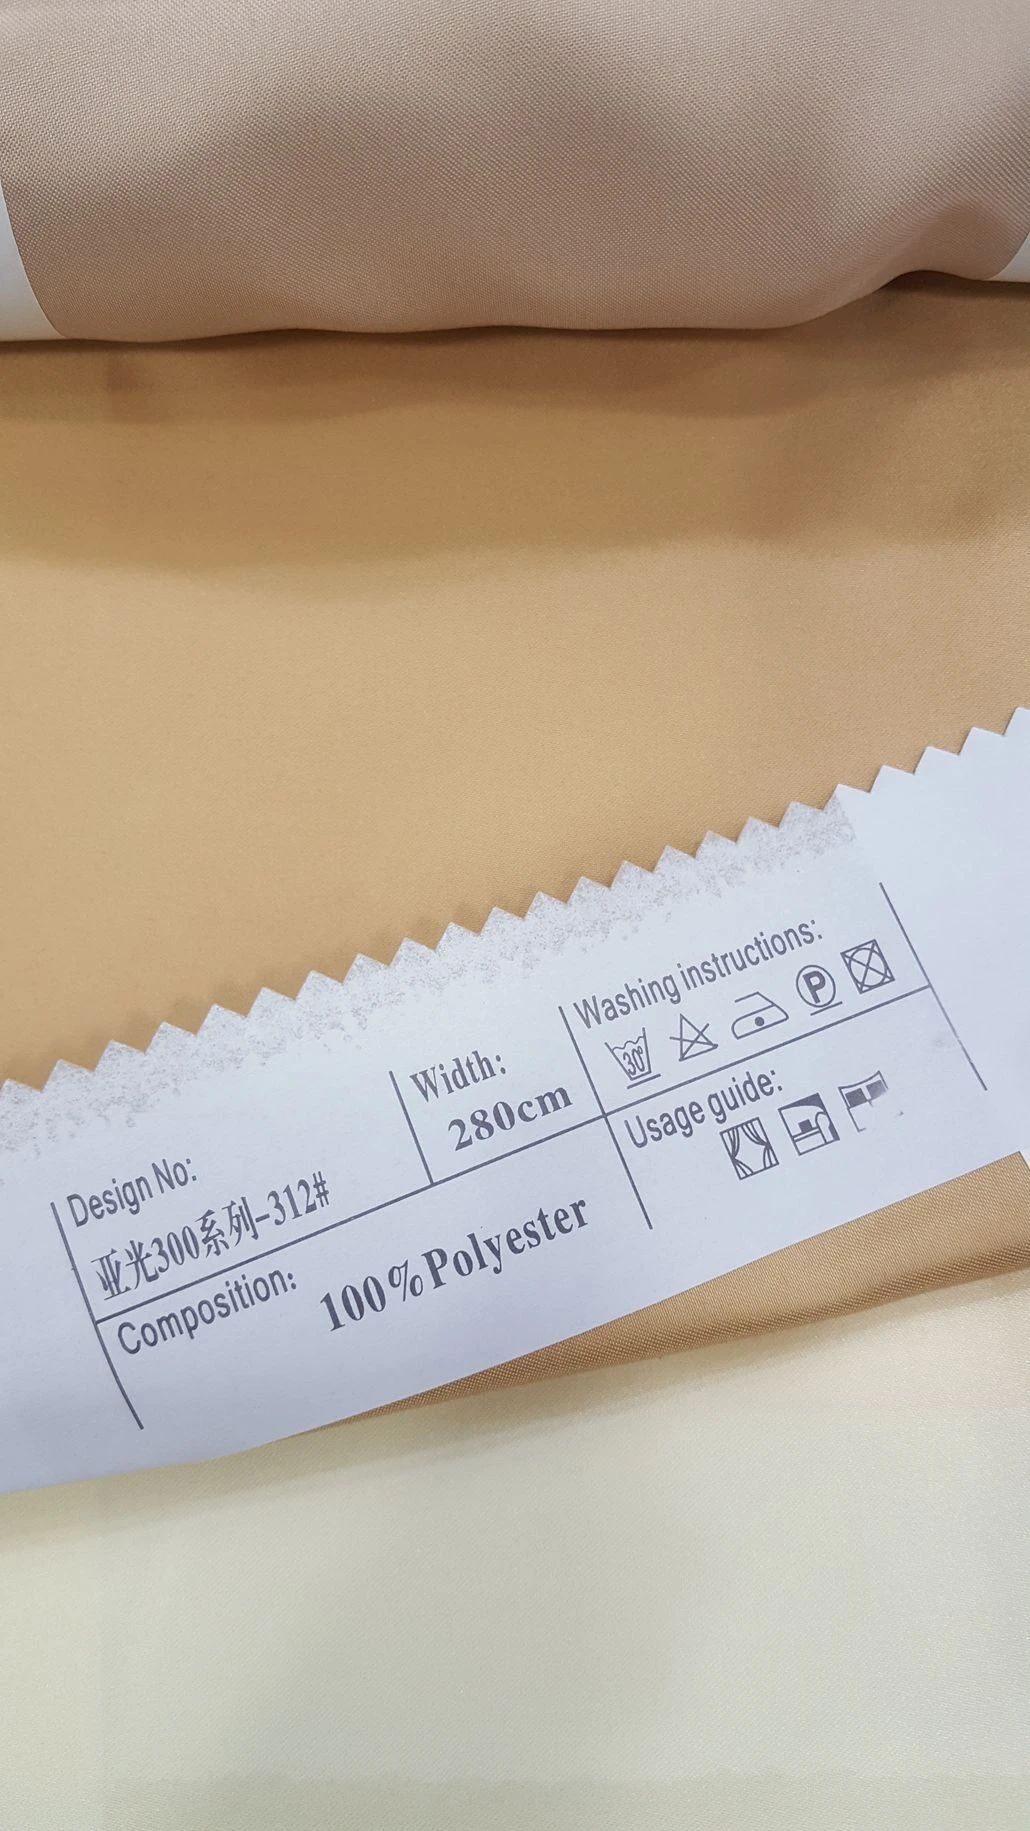 Design No:
亚光300系列-312#
Width:
280cm
Washing instructions:
30°
P
Composition:
100%Polyester
Usage guide: